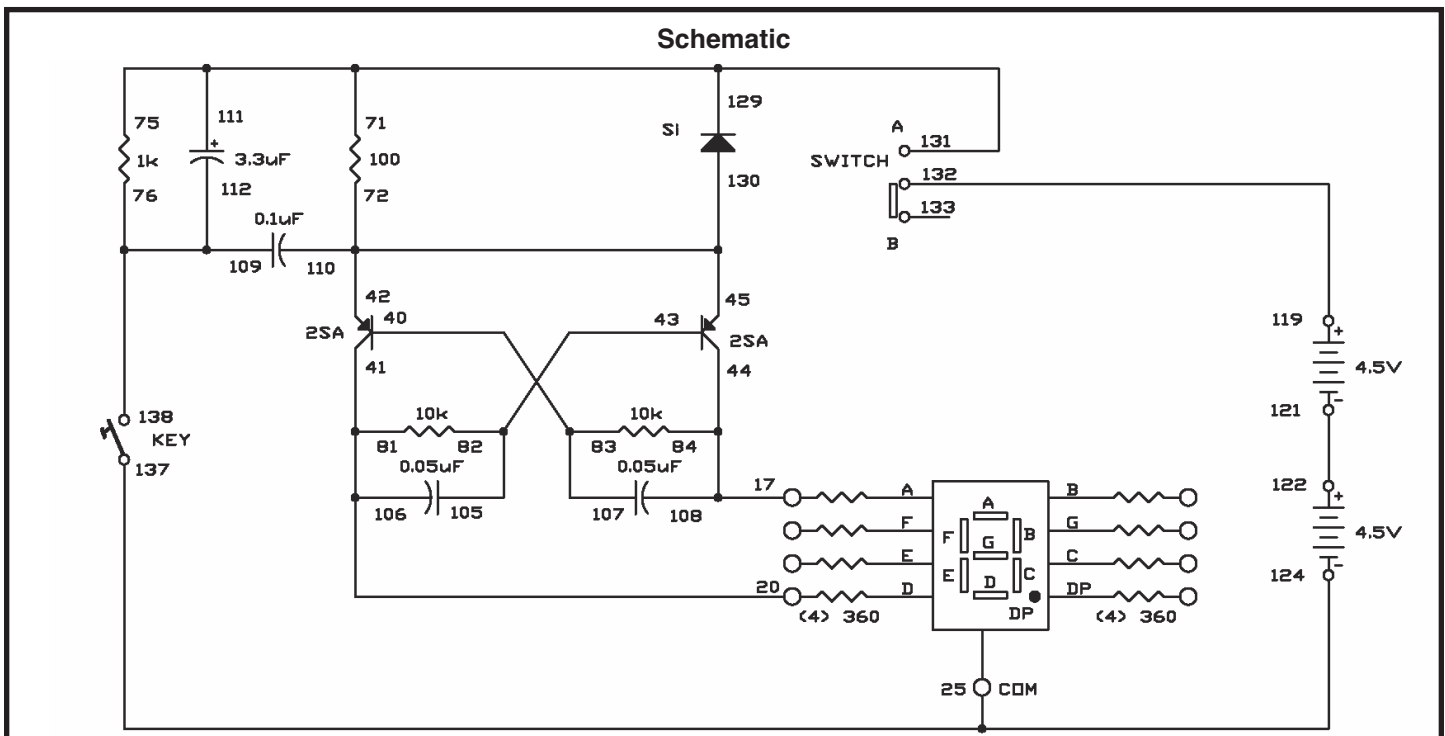 Schematic
129
75 111 71
SI
A
131
+
1k 3.3uF 100
SWITCH
132
130
76 112 72
133
0.1uF
B
109 110
42 45
40 43
119
+
2SA 2SA
4.5V
41 44
-
121
10k 10k
138
KEY
81 82 83 84
137
0.05uF 0.05uF
17 A B
122
+
106 105 107 108
A
F G
F B
G
4.5V
E C
E C
D
-
124
20 D DP
(4) 360 DP (4) 360
25 COM